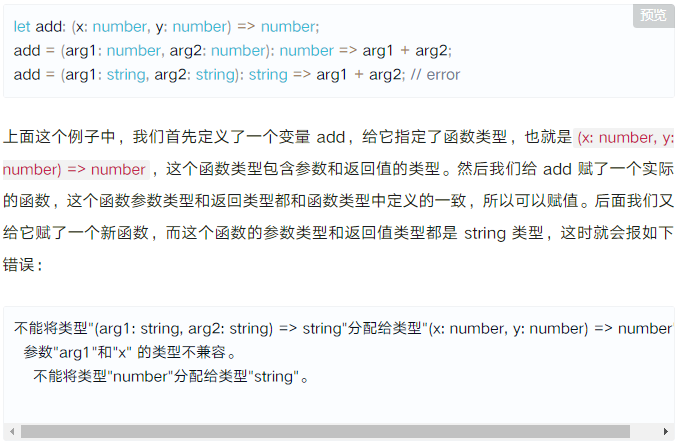 预览
let add: (x: number, y: number) => number;
add = (arg1: number, arg2: number): number => arg1 + arg2;
add = (arg1: string, arg2: string): string => arg1 + arg2; // error
上面这个例子中，我们首先定义了一个变量 add，给它指定了函数类型，也就是 (x: number, y:
number) => number ，这个函数类型包含参数和返回值的类型。然后我们给 add 赋了一个实际
的函数，这个函数参数类型和返回类型都和函数类型中定义的一致，所以可以赋值。后面我们又
给它赋了一个新函数，而这个函数的参数类型和返回值类型都是 string 类型，这时就会报如下
错误：
不能将类型"(arg1: string, arg2: string) => string"分配给类型"(x: number, y: number) => number"
参数"arg1"和"x" 的类型不兼容。
不能将类型"number"分配给类型"string"。